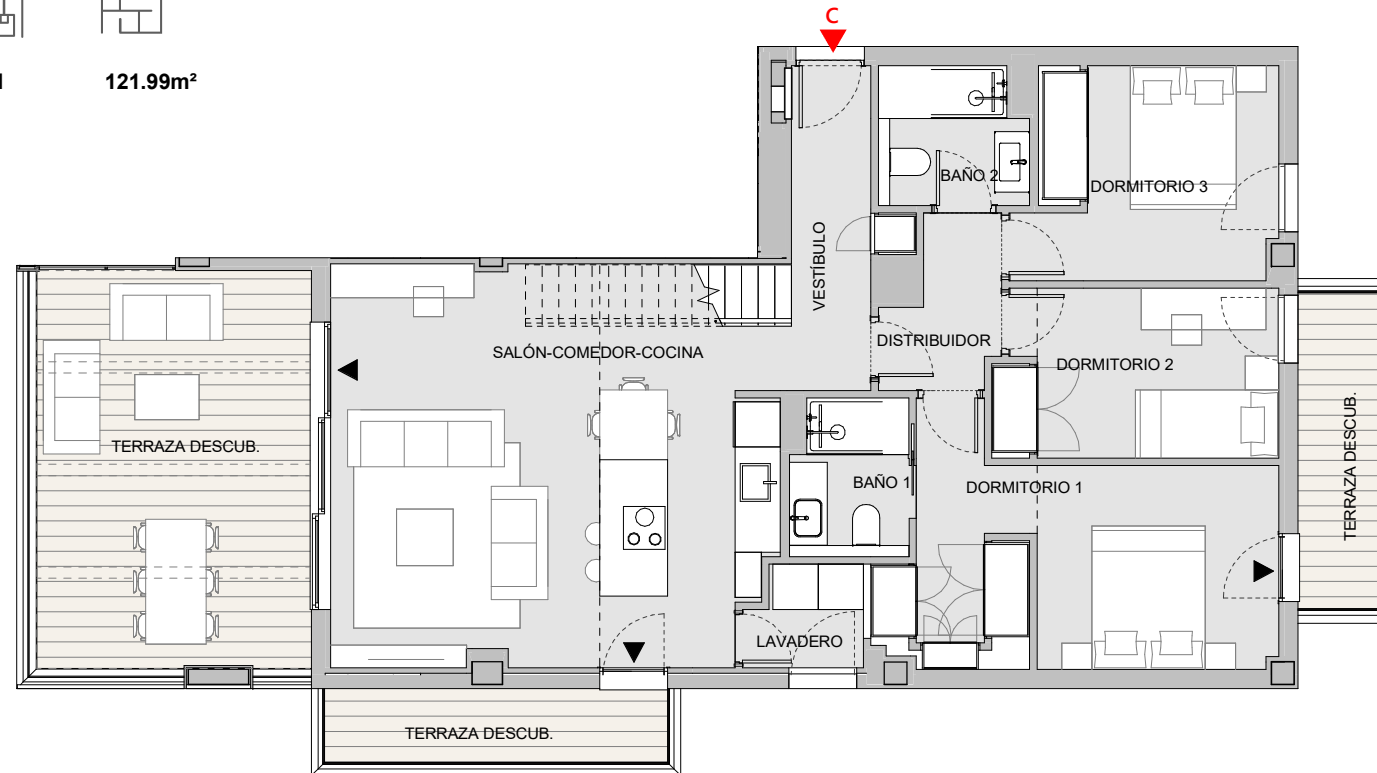 C
121.99m²
BAÑO 2
DORMITORIO 3
VESTÍBULO
DISTRIBUIDOR
SALÓN-COMEDOR-COCINA
DORMITORIO 2
TERRAZA DESCUB.
TERRAZA DESCUB.
BAÑO 1
DORMITORIO 1
LAVADERO
TERRAZA DESCUB.